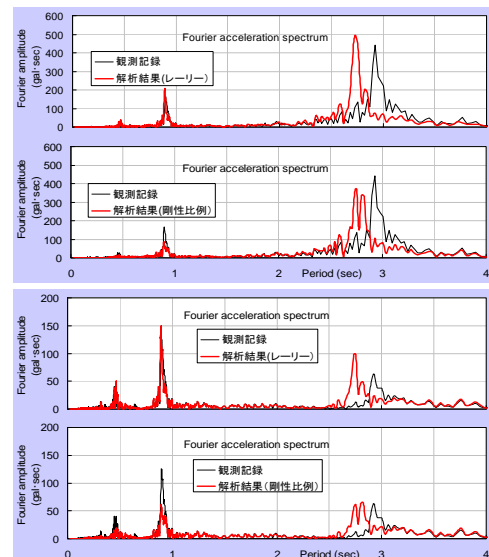 Fourier acceleration spectrum
Fourier amplitude
(gal·sec)
600
500
400
300
200
100
0
観測記録
解析結果(レーリー)
Fourier amplitude
(gal·sec)
600
500
400
300
200
100
0
観測記録
解析結果(剛性比例)
0
1
2
3
4
Period (sec)
Fourier acceleration spectrum
Fourier amplitude
(gal·sec)
200
150
100
50
0
観測記録
解析結果(レーリー)
Fourier acceleration spectrum
Fourier amplitude
(gal·sec)
200
150
100
50
0
観測記録
解析結果(剛性比例)
0
1
2
3
4
Period (sec)